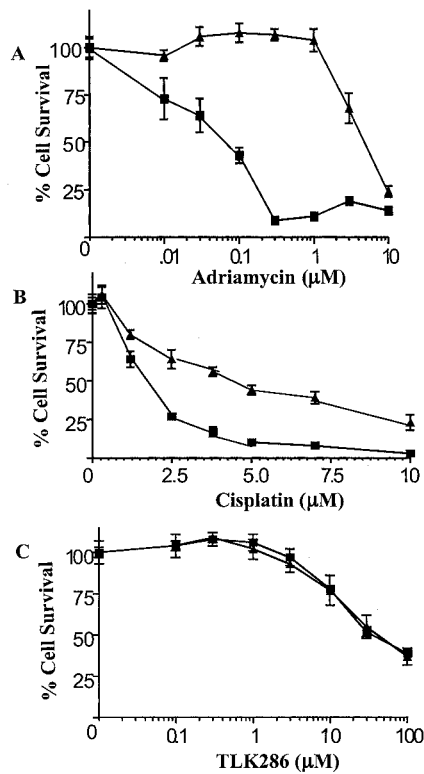 A
% Cell Survival
100
75
50
25
0 .01 0.1 1 10
Adriamycin (µM)
B
% Cell Survival
100
75
50
25
0 2.5 5.0 7.5 10
Cisplatin (µM)
C
% Cell Survival
100
75
50
25
0 0.1 1 10 100
TLK286 (µM)